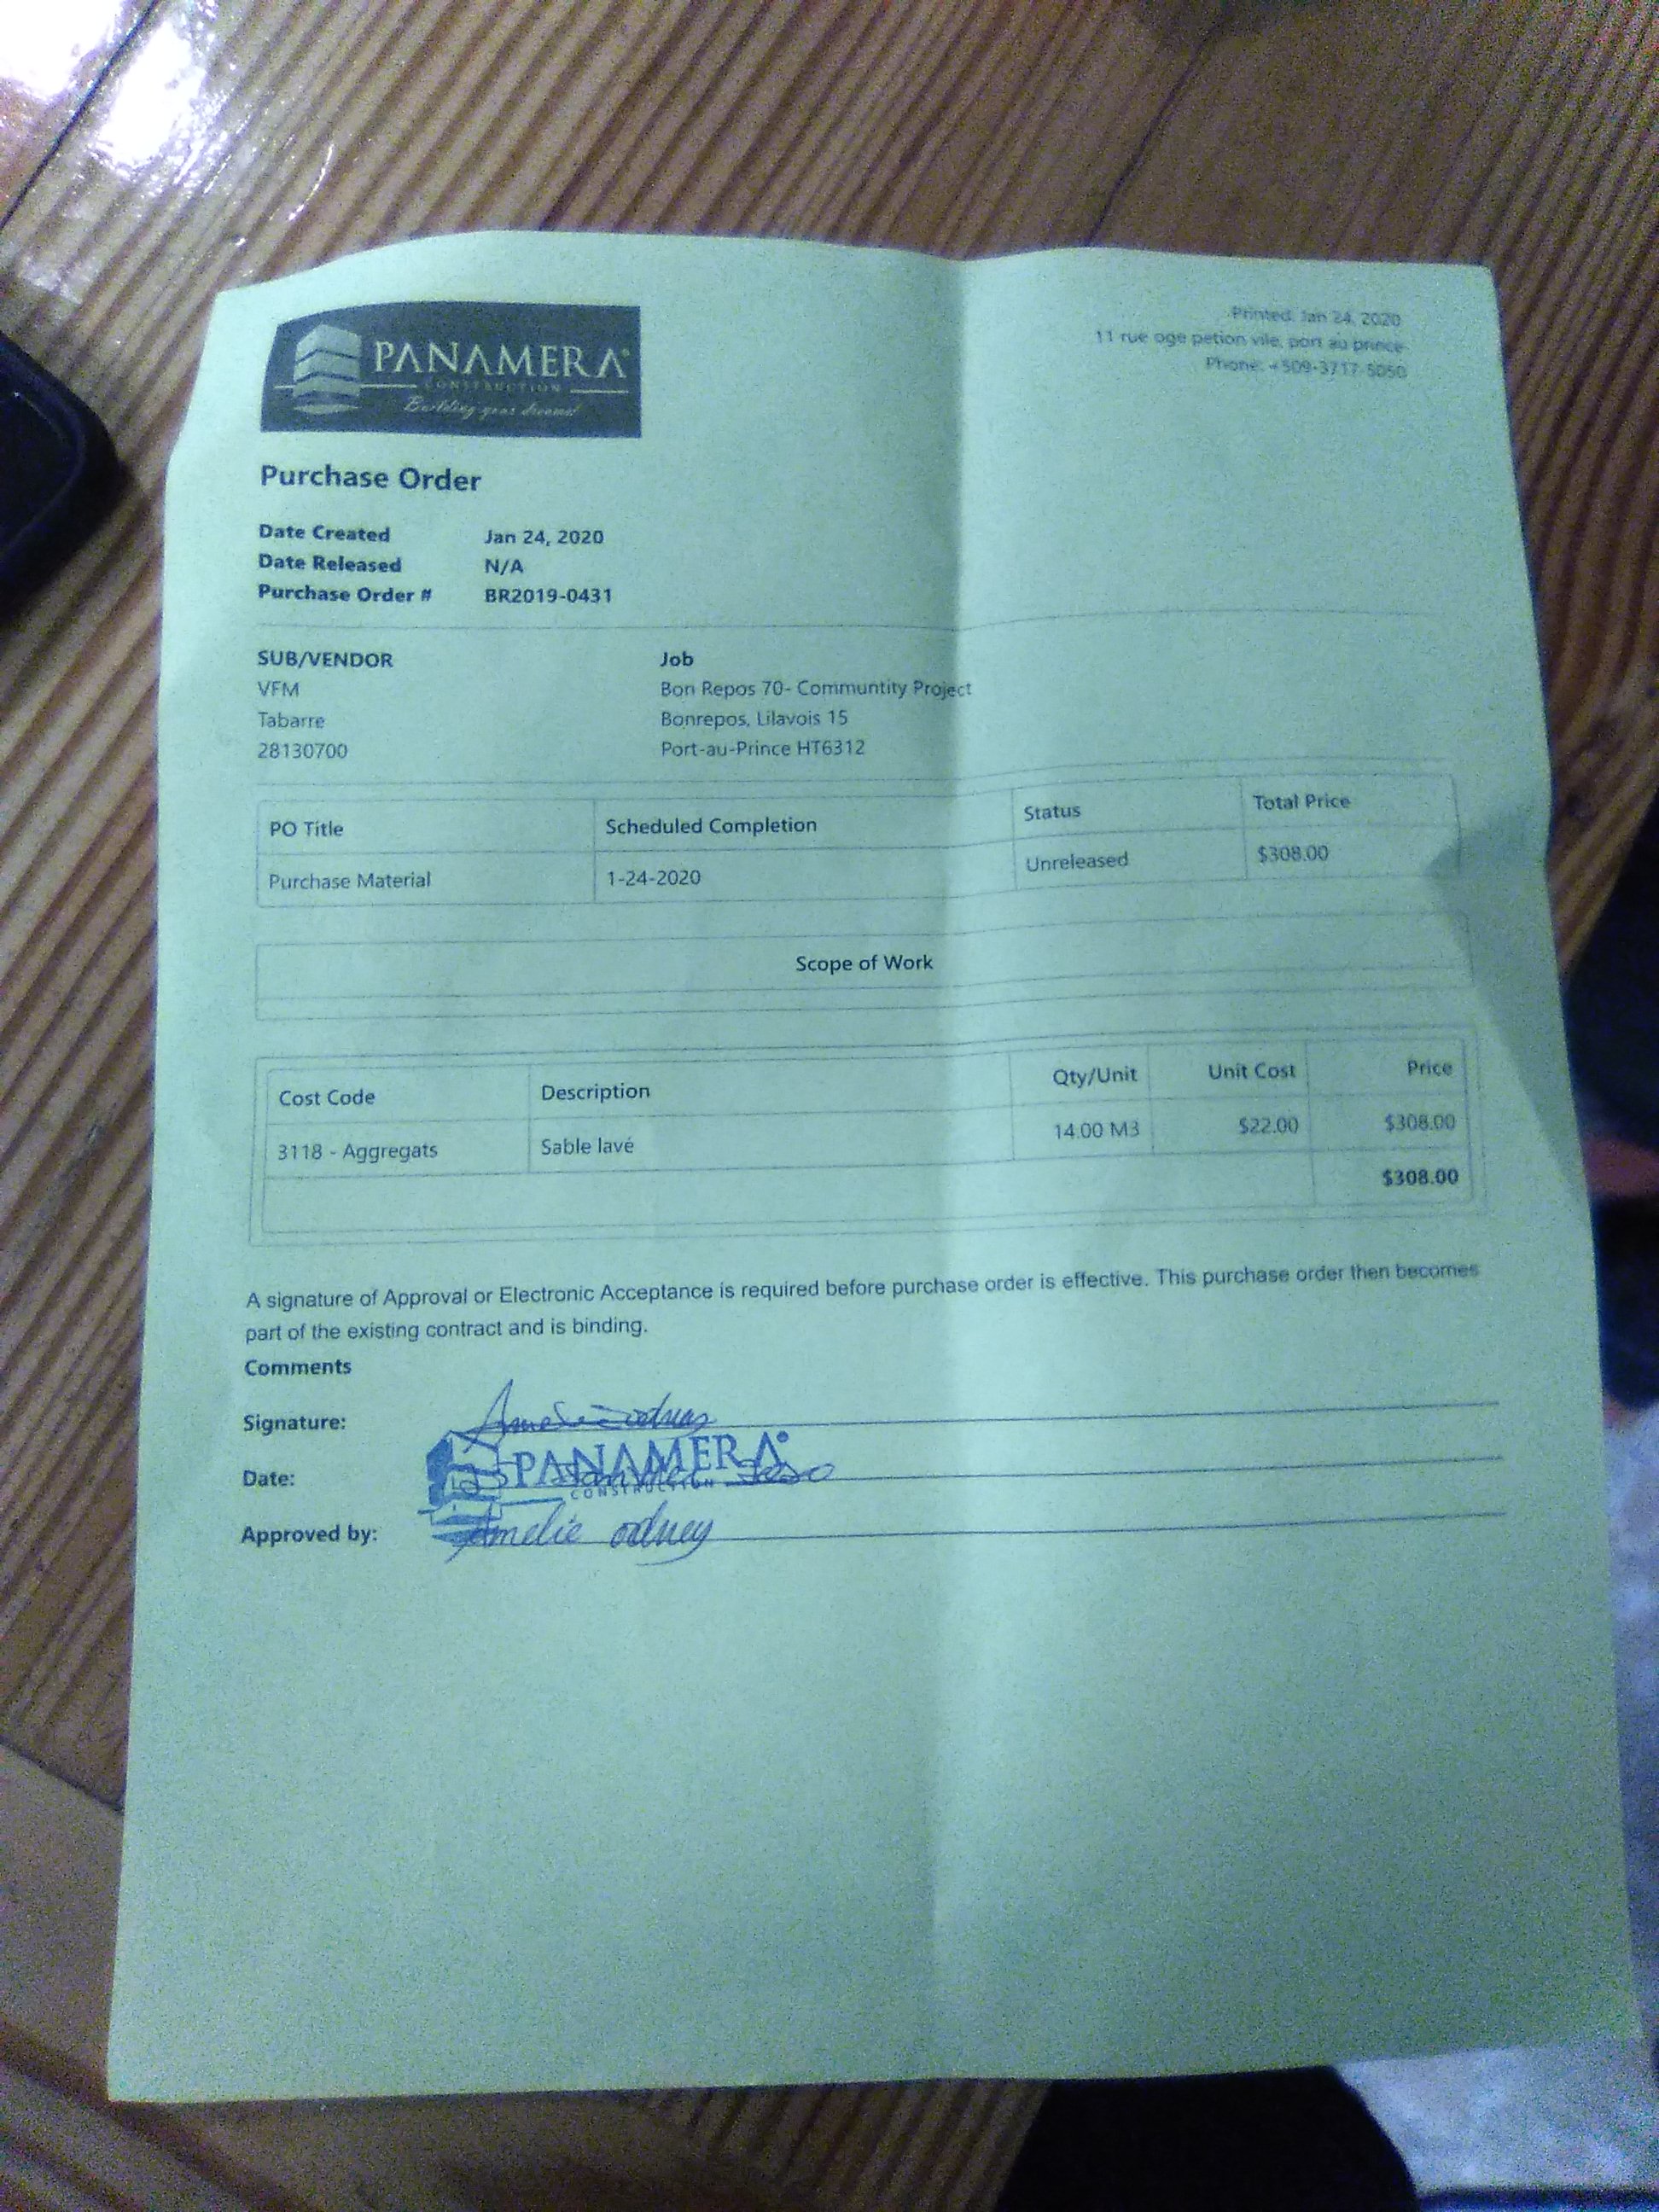 PANAMERA
CONSTRUCTION
Building your dreams!
Printed: Jan 24, 2020
11 rue oge petion vile, port au prince
Phone: +509-3717-5050
Purchase Order
Date Created Jan 24, 2020
Date Released N/A
Purchase Order # BR2019-0431
SUB/VENDOR Job
VFM Bon Repos 70- Communtity Project
Tabarre Bonrepos, Lilavois 15
28130700 Port-au-Prince HT6312
PO Title Scheduled Completion Status Total Price
Purchase Material 1-24-2020 Unreleased $308.00
Scope of Work
Cost Code Description Qty/Unit Unit Cost Price
3118 - Aggregats Sable lavé 14.00 M3 $22.00 $308.00
$308.00
A signature of Approval or Electronic Acceptance is required before purchase order is effective. This purchase order then becomes
part of the existing contract and is binding.
Comments
Signature:
PANAMERA
CONSTRUCTION
Date: 2020
Approved by: Amelie odney